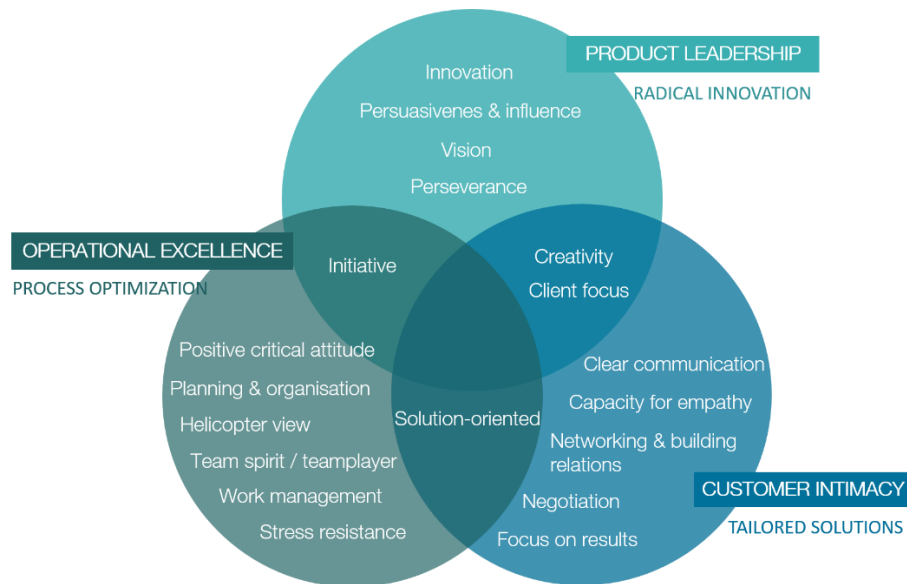 PRODUCT LEADERSHIP
RADICAL INNOVATION
Innovation
Persuasivenes & influence
Vision
Perseverance
OPERATIONAL EXCELLENCE
PROCESS OPTIMIZATION
Initiative
Creativity
Client focus
Positive critical attitude
Planning & organisation
Helicopter view
Team spirit / teamplayer
Work management
Stress resistance
Solution-oriented
Clear communication
Capacity for empathy
Networking & building
relations
Negotiation
Focus on results
CUSTOMER INTIMACY
TAILORED SOLUTIONS